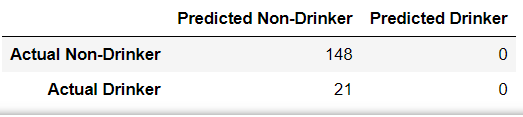 Predicted Non-Drinker Predicted Drinker
Actual Non-Drinker 148 0
Actual Drinker 21 0